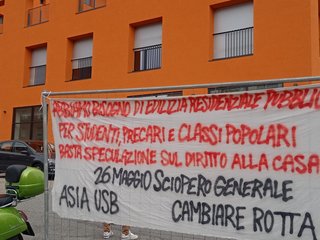 ABBIAMO BISOGNO DI EDILIZIA RESIDENZIALE PUBBLIC
PER STUDENTI, PRECARI E CLASSI POPOLARI
BASTA SPECULAZIONE SUL DIRITTO ALLA CASA
26 MAGGIO SCIOPERO GENERALE
ASIA USB CAMBIARE ROTTA